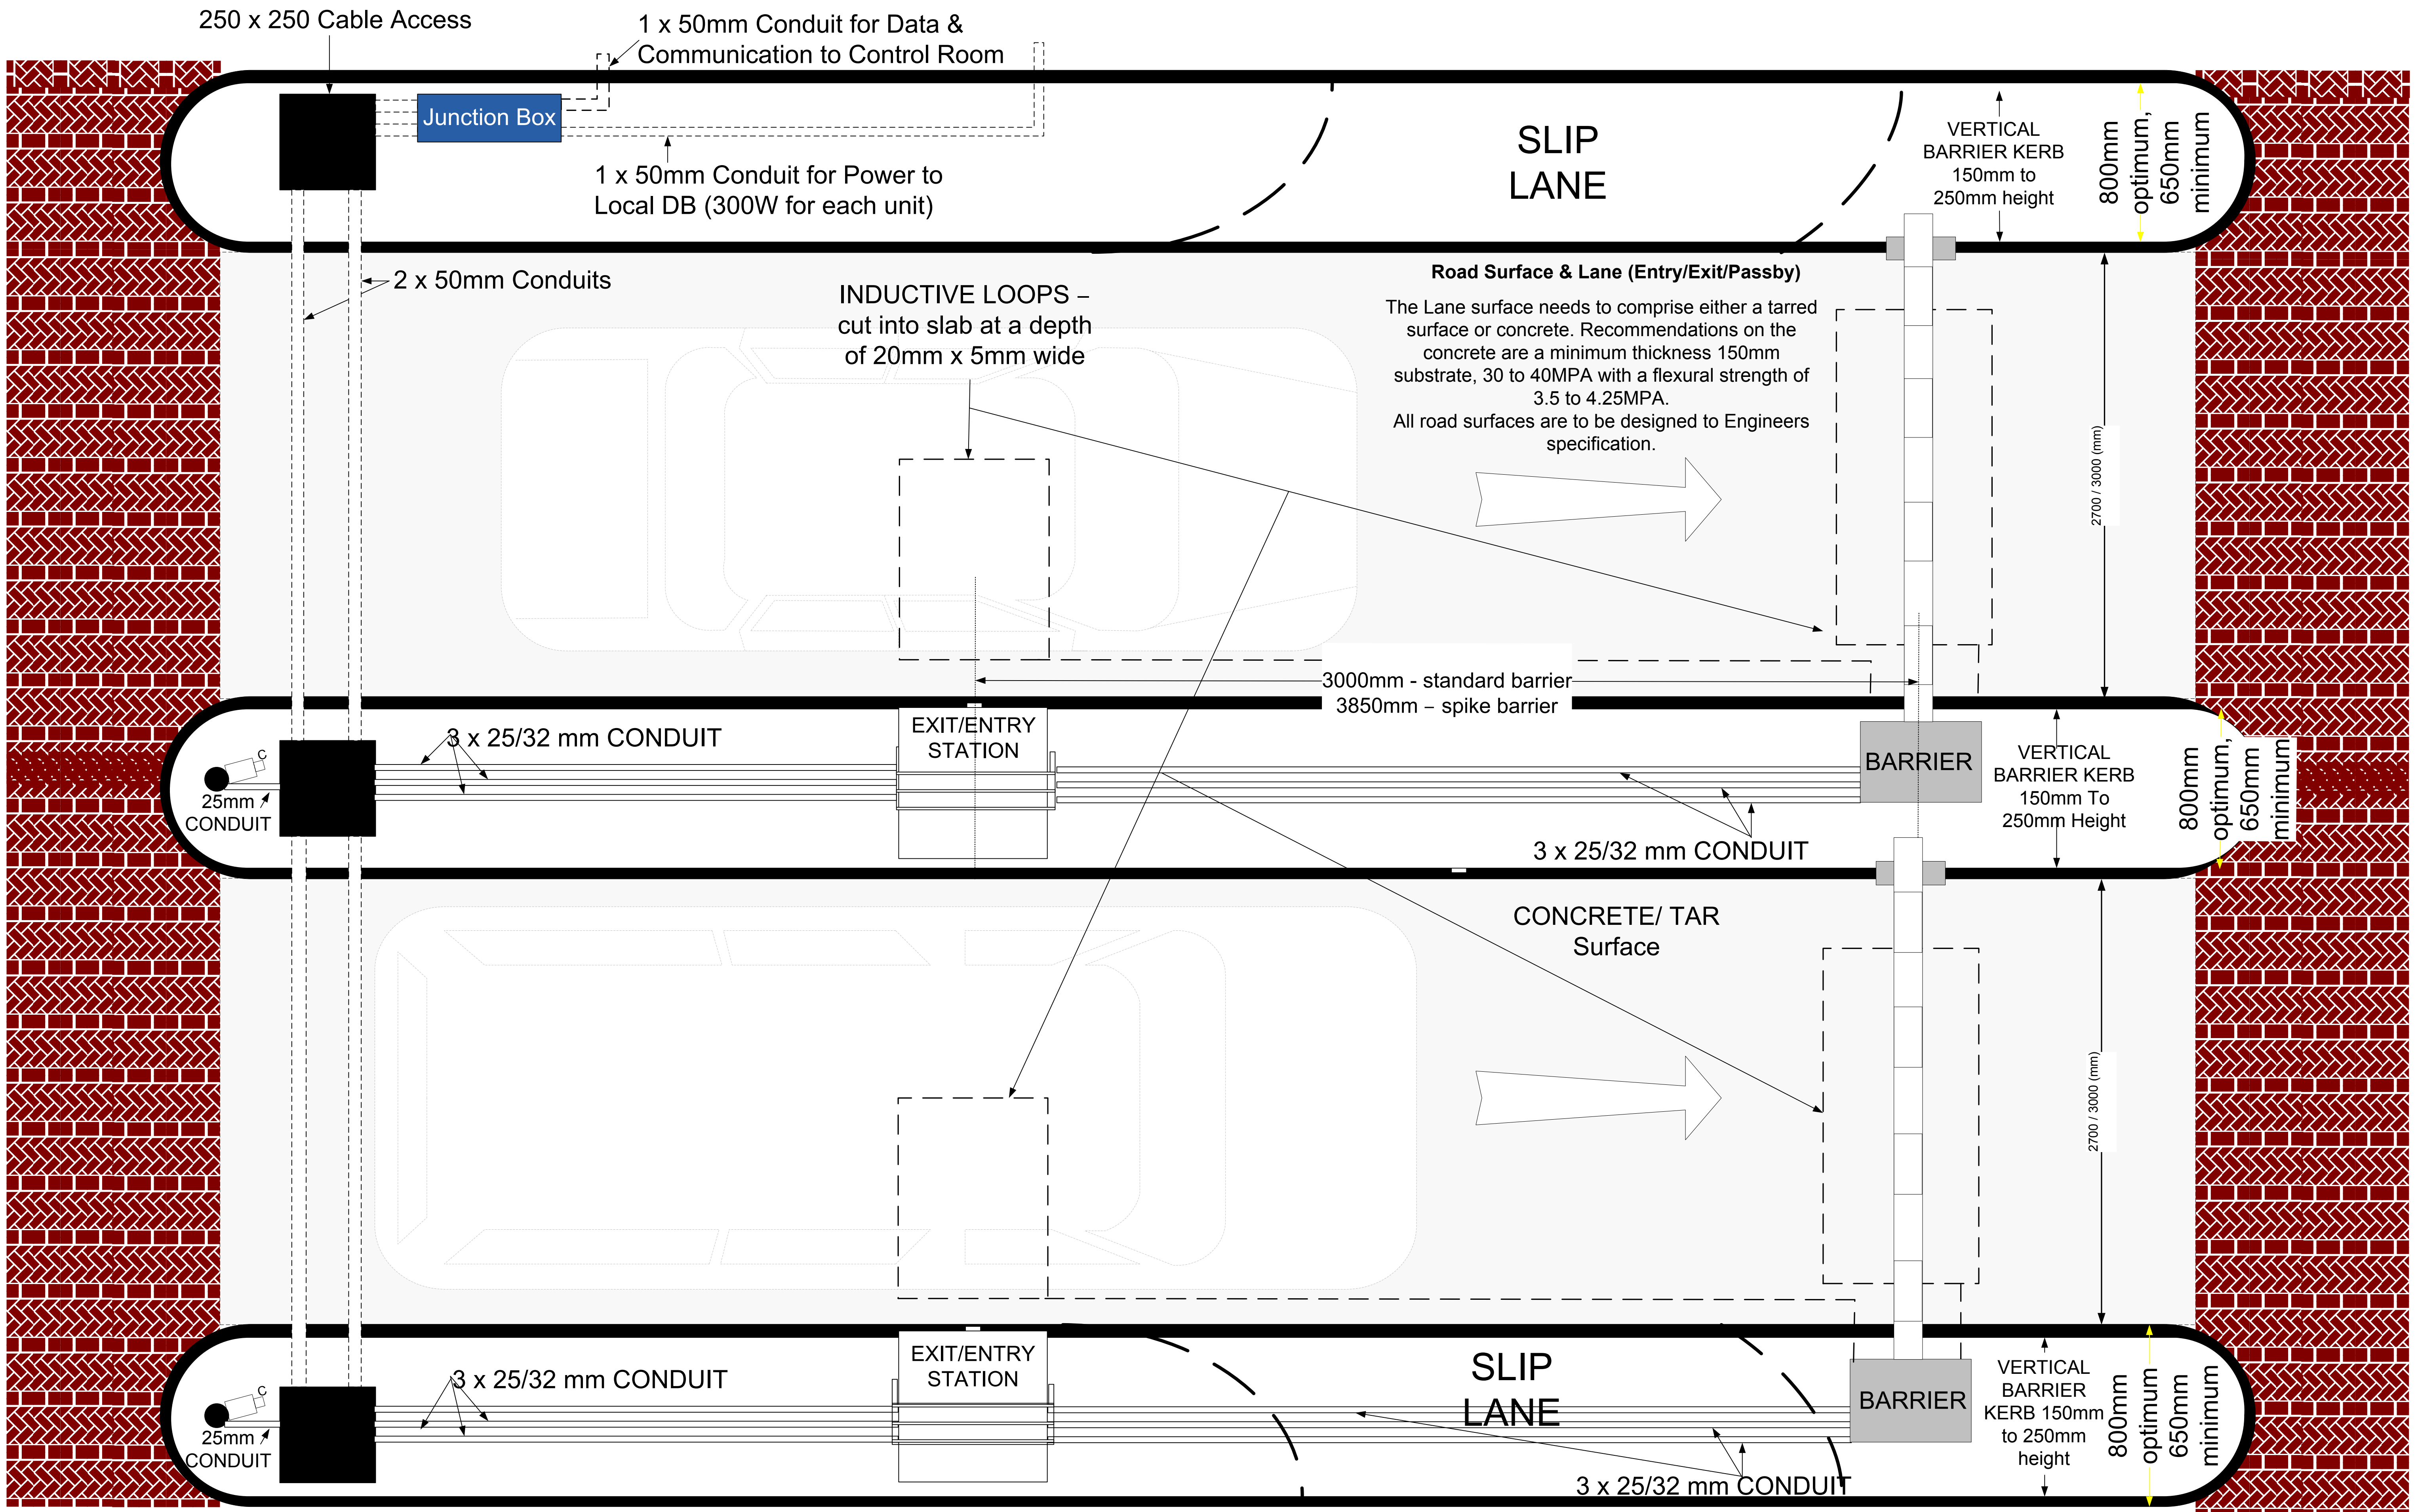 250 x 250 Cable Access
1 x 50mm Conduit for Data &
Communication to Control Room
Junction Box
1 x 50mm Conduit for Power to
Local DB (300W for each unit)
SLIP
LANE
VERTICAL
BARRIER KERB
150mm to
250mm height
800mm
optimum,
650mm
minimum
2 x 50mm Conduits
INDUCTIVE LOOPS –
cut into slab at a depth
of 20mm x 5mm wide
Road Surface & Lane (Entry/Exit/Passby)
The Lane surface needs to comprise either a tarred
surface or concrete. Recommendations on the
concrete are a minimum thickness 150mm
substrate, 30 to 40MPA with a flexural strength of
3.5 to 4.25MPA.
All road surfaces are to be designed to Engineers
specification.
2700 / 3000 (mm)
3000mm - standard barrier
3850mm – spike barrier
C
25mm
CONDUIT
3 x 25/32 mm CONDUIT
EXIT/ENTRY
STATION
3 x 25/32 mm CONDUIT
BARRIER
VERTICAL
BARRIER KERB
150mm To
250mm Height
800mm
optimum,
650mm
minimum
CONCRETE/ TAR
Surface
2700 / 3000 (mm)
C
25mm
CONDUIT
3 x 25/32 mm CONDUIT
EXIT/ENTRY
STATION
SLIP
LANE
3 x 25/32 mm CONDUIT
BARRIER
VERTICAL
BARRIER
KERB 150mm
to 250mm
height
800mm
optimum
650mm
minimum